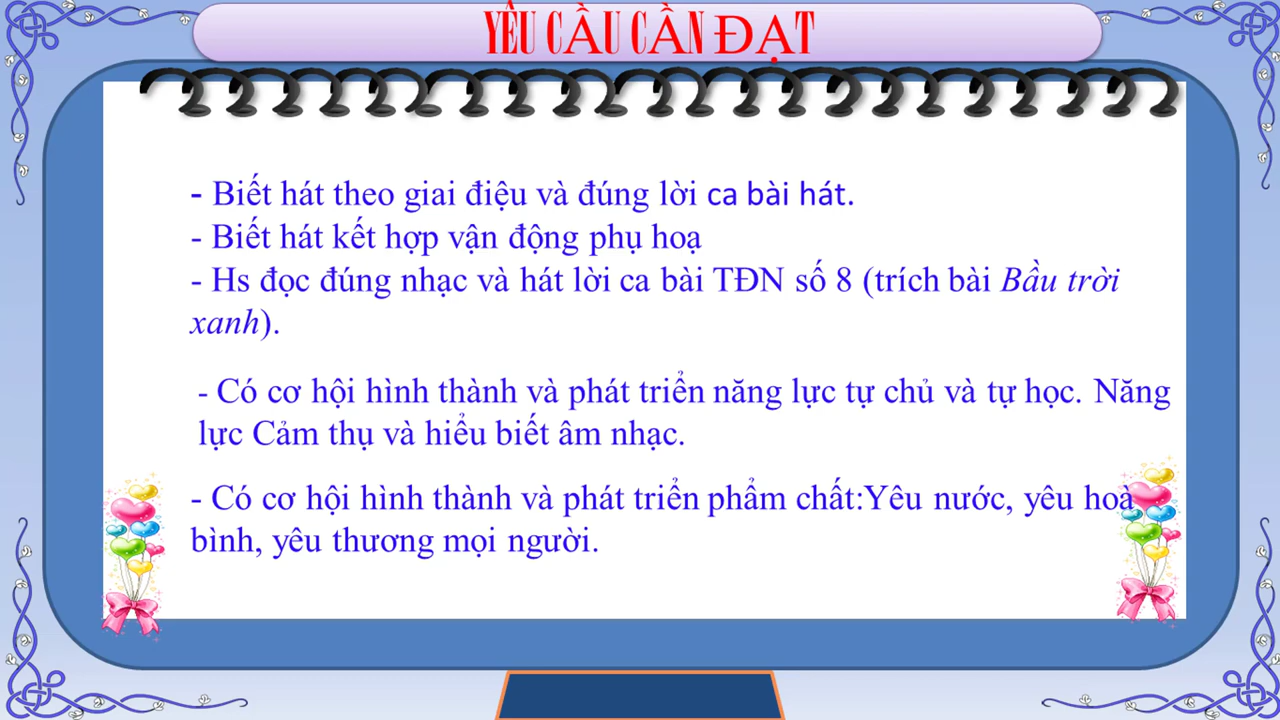 YÊU CẦU CẦN ĐẠT
- Biết hát theo giai điệu và đúng lời ca bài hát.
- Biết hát kết hợp vận động phụ hoạ
- Hs đọc đúng nhạc và hát lời ca bài TĐN số 8 (trích bài Bầu trời
xanh).
- Có cơ hội hình thành và phát triển năng lực tự chủ và tự học. Năng
lực Cảm thụ và hiểu biết âm nhạc.
- Có cơ hội hình thành và phát triển phẩm chất:Yêu nước, yêu hoà
bình, yêu thương mọi người.